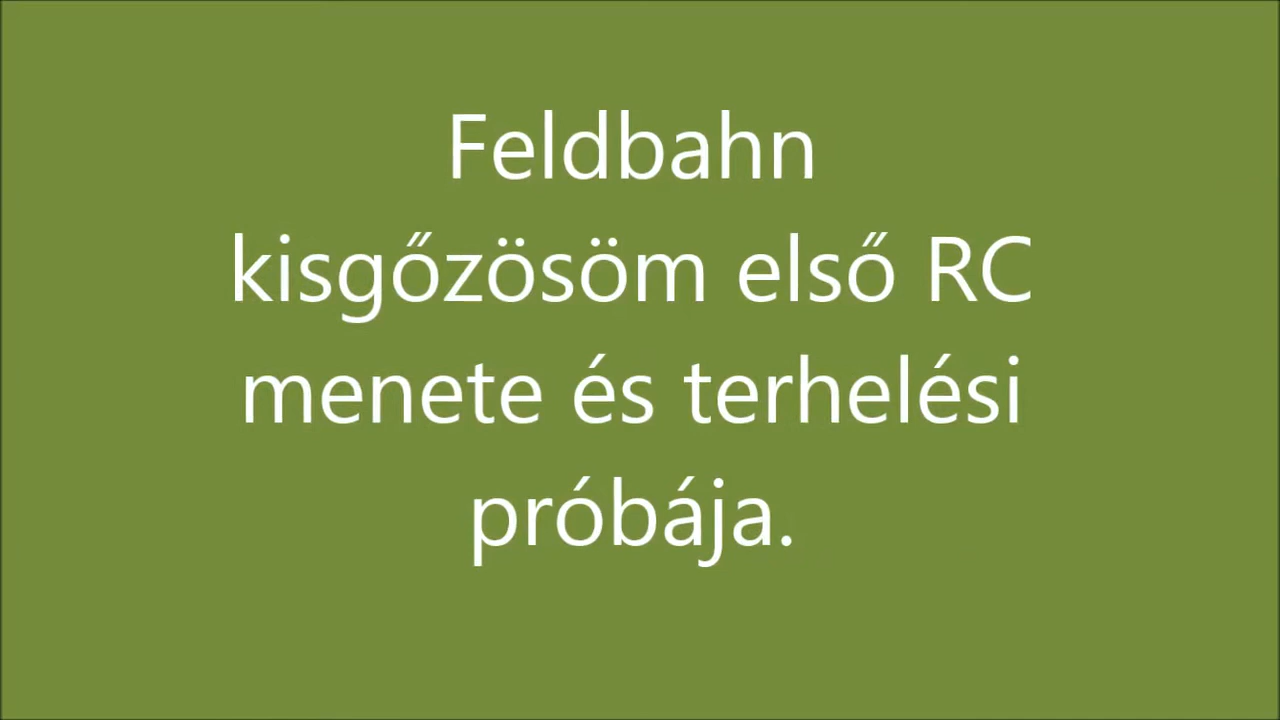 Feldbahn
kisgőzösöm első RC
menete és terhelési
próbája.